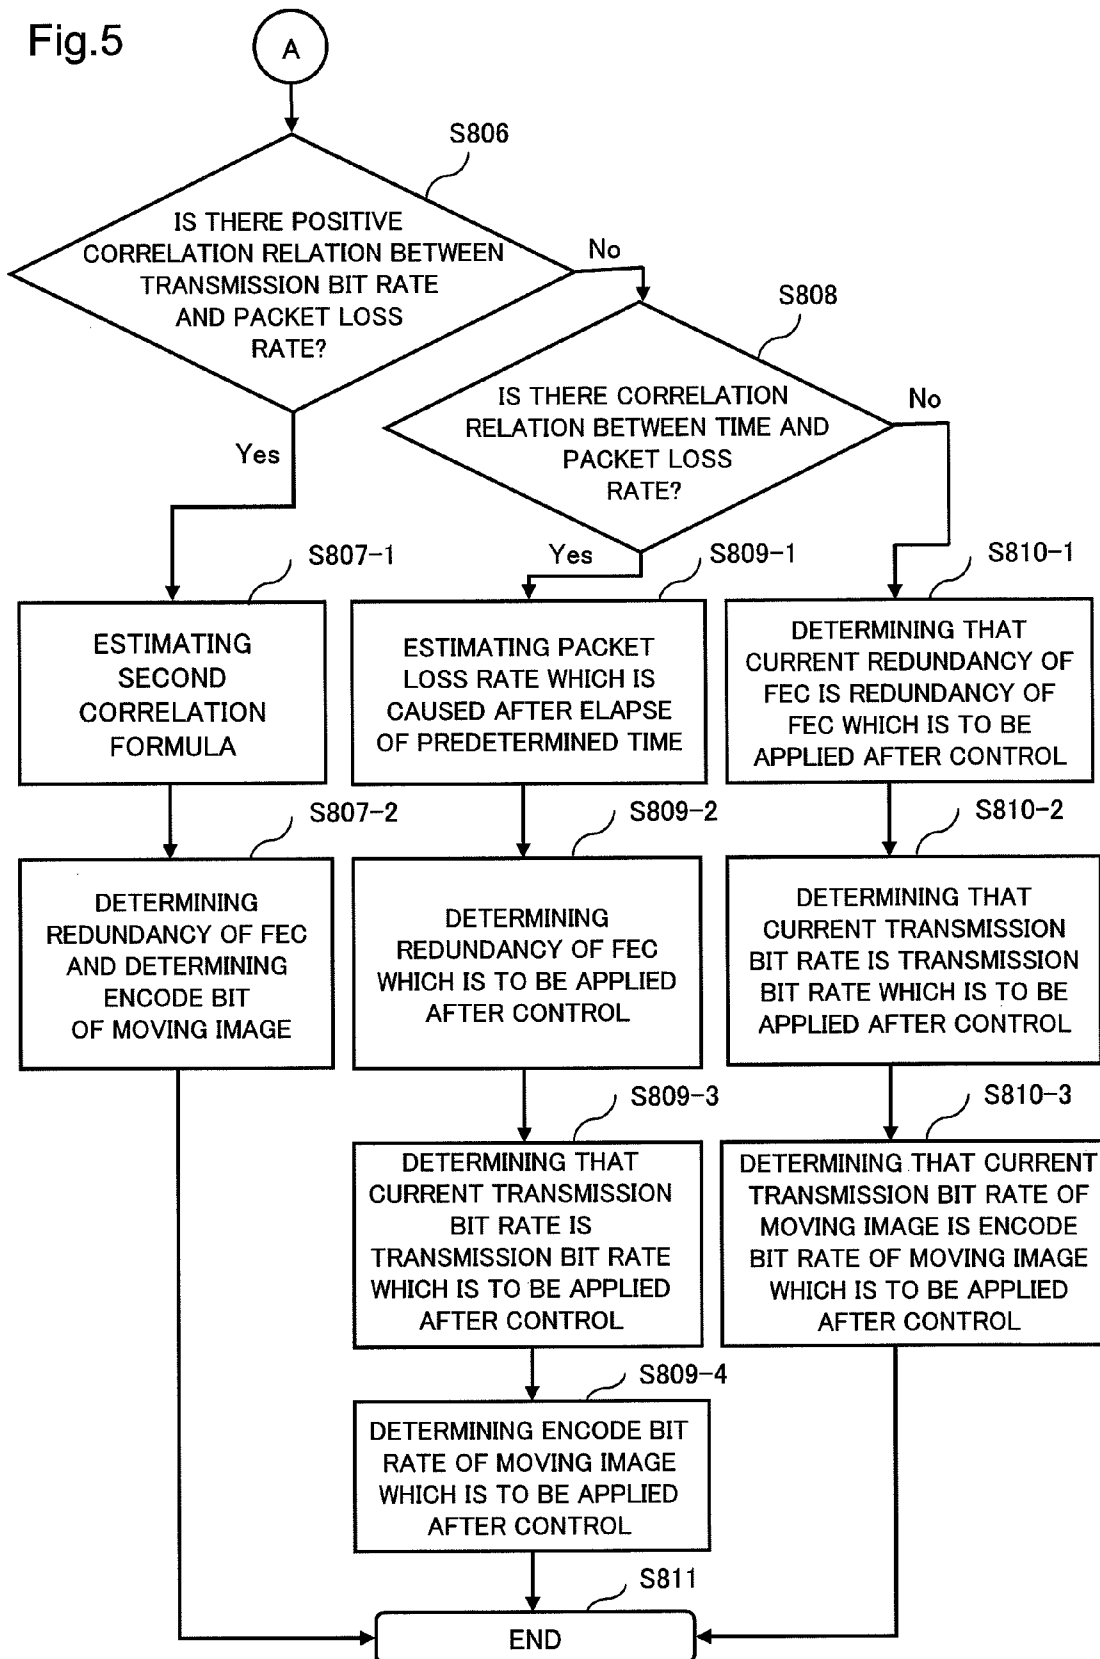 Fig.5
A
S806
IS THERE POSITIVE
CORRELATION RELATION BETWEEN
TRANSMISSION BIT RATE
AND PACKET LOSS
RATE?
No
Yes
S808
IS THERE CORRELATION
RELATION BETWEEN TIME AND
PACKET LOSS
RATE?
No
Yes
S807-1
ESTIMATING
SECOND
CORRELATION
FORMULA
S807-2
DETERMINING
REDUNDANCY OF FEC
AND DETERMINING
ENCODE BIT
OF MOVING IMAGE
S809-1
ESTIMATING PACKET
LOSS RATE WHICH IS
CAUSED AFTER ELAPSE
OF PREDETERMINED TIME
S809-2
DETERMINING
REDUNDANCY OF FEC
WHICH IS TO BE APPLIED
AFTER CONTROL
S809-3
DETERMINING THAT
CURRENT TRANSMISSION
BIT RATE IS
TRANSMISSION BIT RATE
WHICH IS TO BE APPLIED
AFTER CONTROL
S809-4
DETERMINING ENCODE BIT
RATE OF MOVING IMAGE
WHICH IS TO BE APPLIED
AFTER CONTROL
S810-1
DETERMINING THAT
CURRENT REDUNDANCY OF
FEC IS REDUNDANCY OF
FEC WHICH IS TO BE
APPLIED AFTER CONTROL
S810-2
DETERMINING THAT
CURRENT TRANSMISSION
BIT RATE IS TRANSMISSION
BIT RATE WHICH IS TO BE
APPLIED AFTER CONTROL
S810-3
DETERMINING THAT CURRENT
TRANSMISSION BIT RATE OF
MOVING IMAGE IS ENCODE
BIT RATE OF MOVING IMAGE
WHICH IS TO BE APPLIED
AFTER CONTROL
S811
END